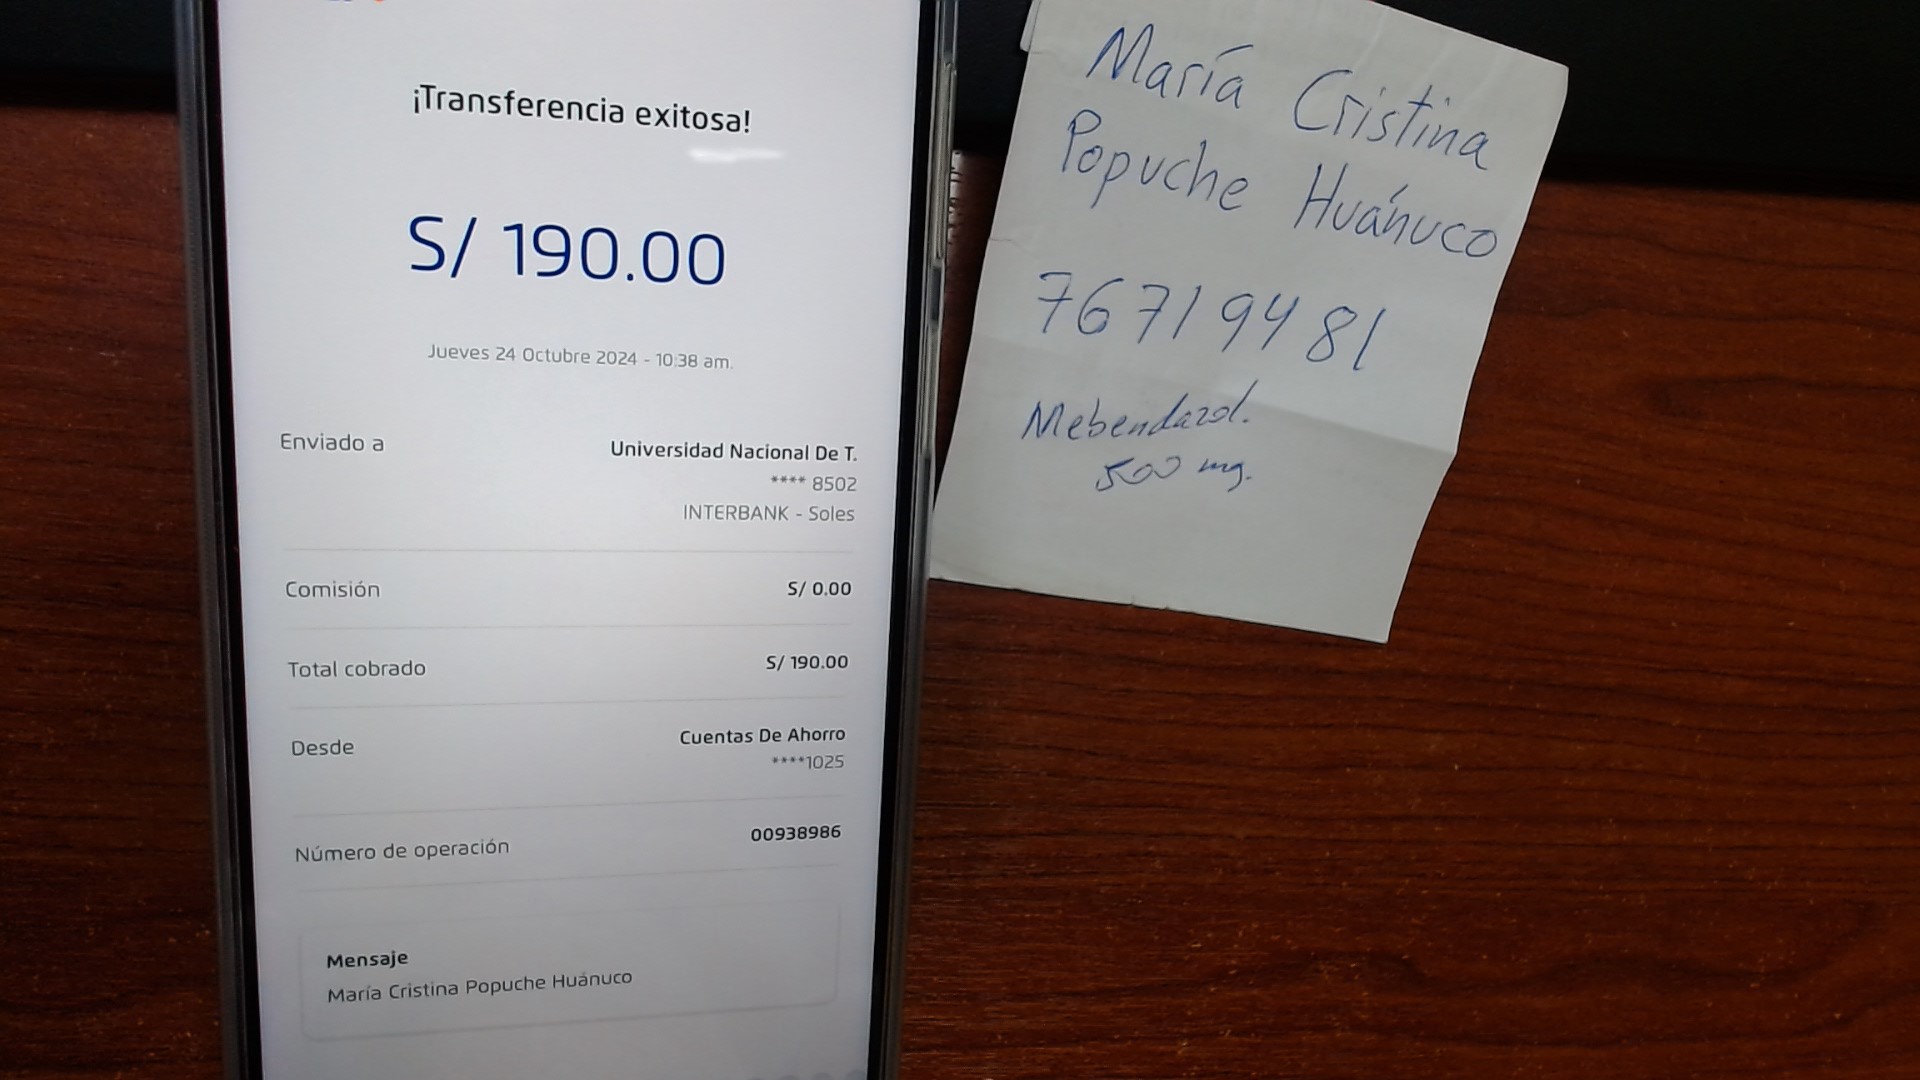 ¡Transferencia exitosa!
S/ 190.00
Jueves 24 Octubre 2024 - 10:38 am.
Enviado a
Universidad Nacional De T.
**** 8502
INTERBANK - Soles
Comisión
S/ 0.00
Total cobrado
S/ 190.00
Desde
Cuentas De Ahorro
****1025
Número de operación
00938986
Mensaje
María Cristina Popuche Huánuco
María Cristina
Popuche Huánuco
76719481
Mebendazol.
500 mg.